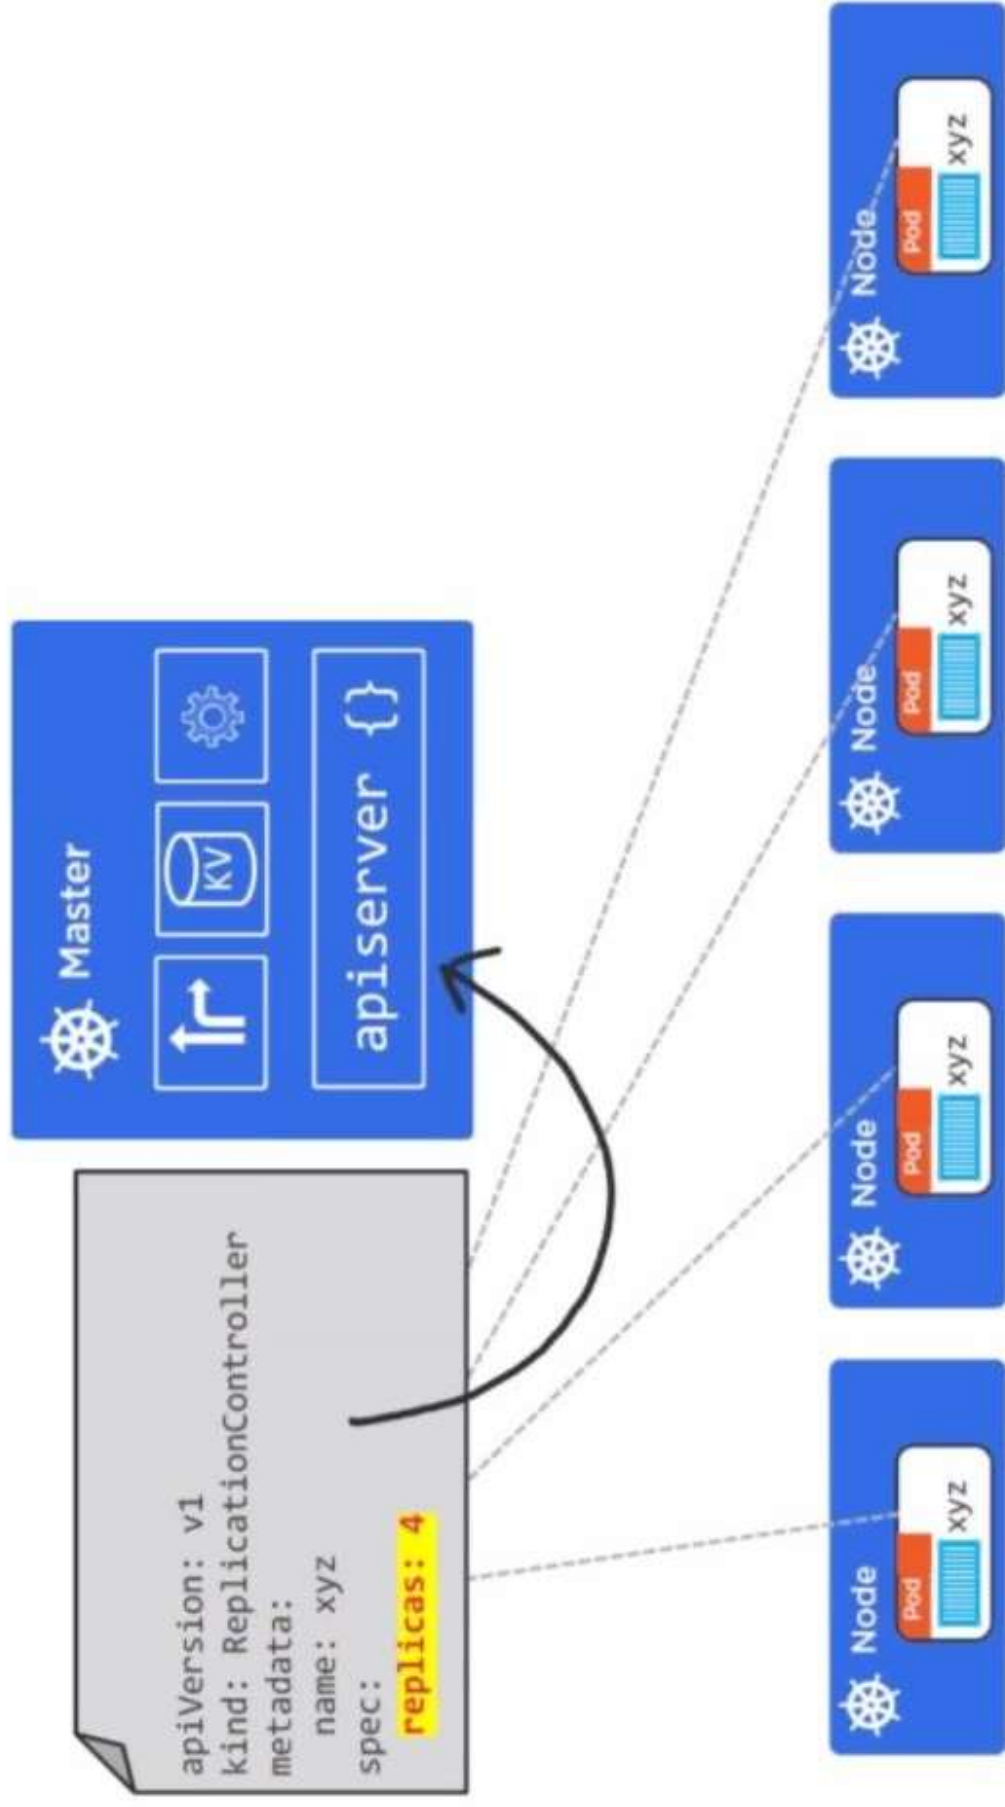 apiVersion: v1
kind: ReplicationController
metadata:
  name: xyz
spec:
  replicas: 4
Master
KV
apiserver {}
Node
Pod
xyz
Node
Pod
xyz
Node
Pod
xyz
Node
Pod
xyz